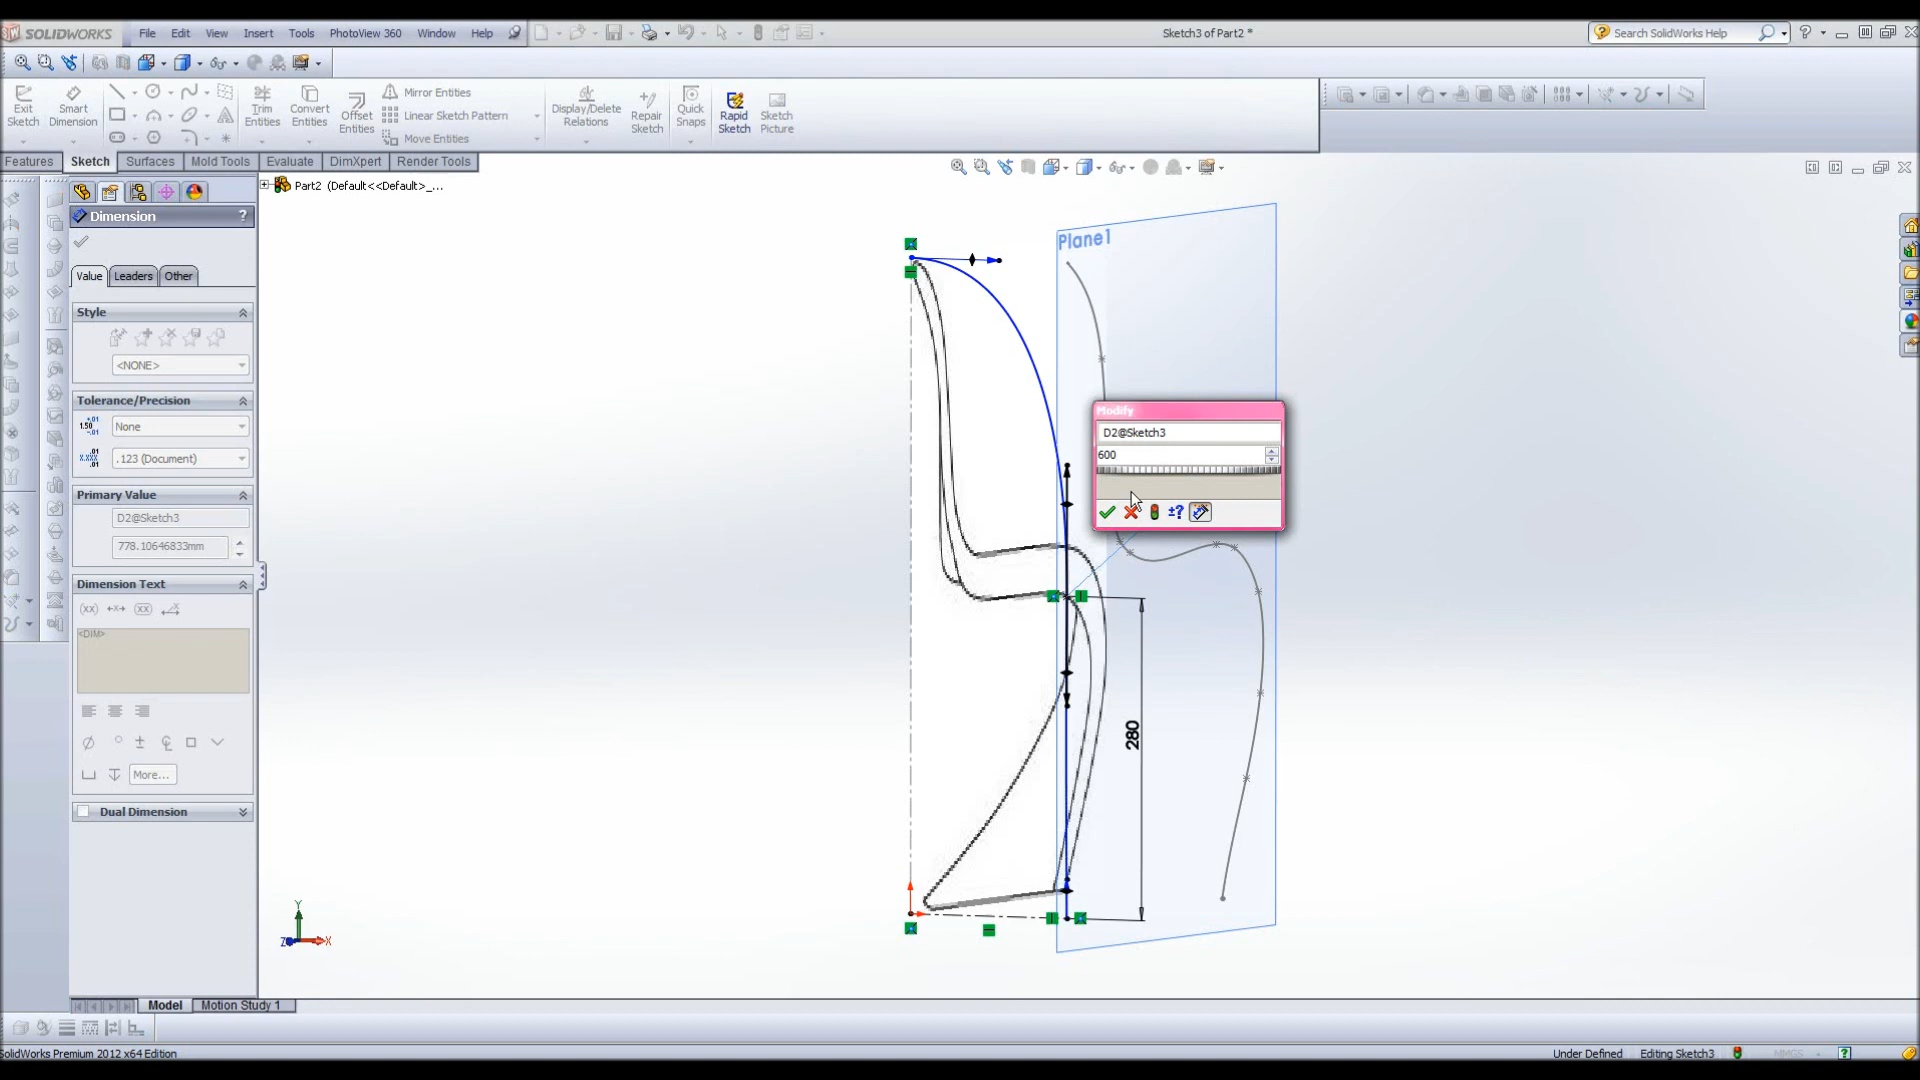 SOLIDWORKS File Edit View Insert Tools PhotoView 360 Window Help Sketch3 of Part2 * Search SolidWorks Help
Exit Sketch
Smart Dimension
Trim Entities
Convert Entities
Offset Entities
Mirror Entities
Linear Sketch Pattern
Move Entities
Display/Delete Relations
Repair Sketch
Quick Snaps
Rapid Sketch
Sketch Picture
Features Sketch Surfaces Mold Tools Evaluate DimXpert Render Tools
Part2 (Default<<Default>_...
Dimension ?
Value Leaders Other
Style
<NONE>
Tolerance/Precision
None
.123 (Document)
Primary Value
D2@Sketch3
778.10646833mm
Dimension Text
<DIM>
More...
Dual Dimension
Plane1
Modify
D2@Sketch3
600
280
Y
Z X
Model Motion Study 1
SolidWorks Premium 2012 x64 Edition Under Defined Editing Sketch3 MMGS